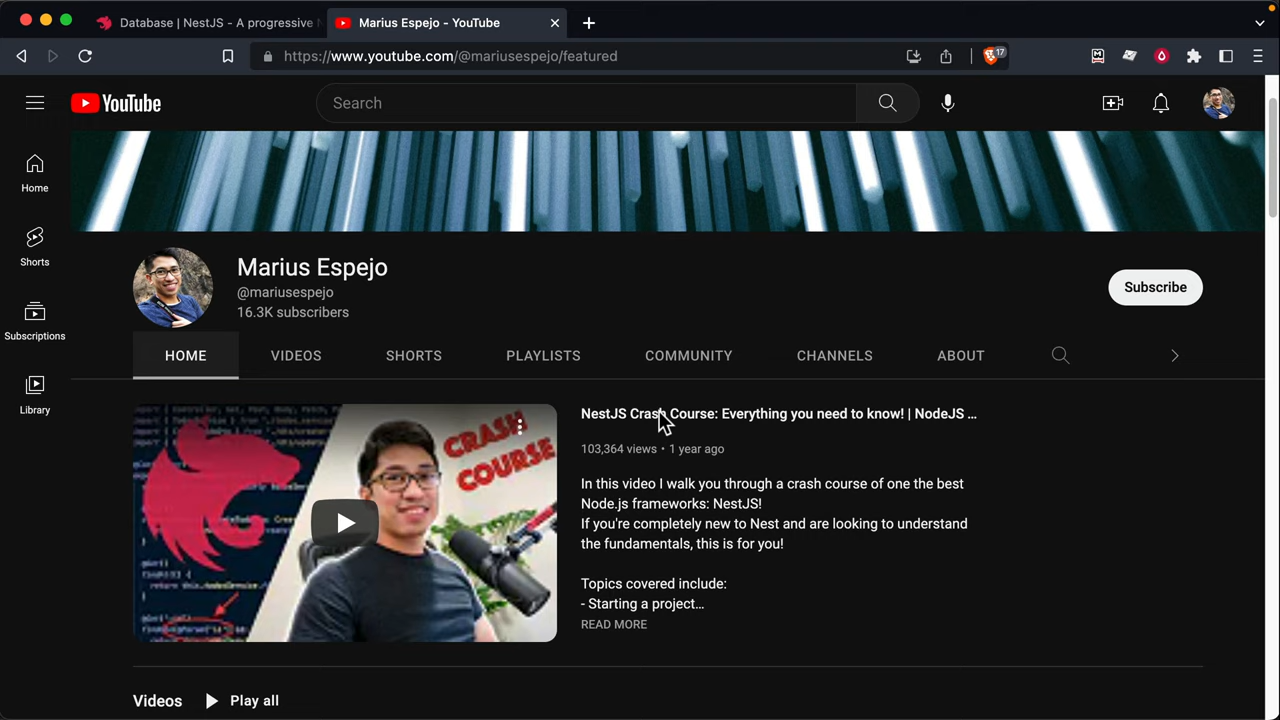 Database | NestJS - A progressive N
Marius Espejo - YouTube
https://www.youtube.com/@mariusespejo/featured
17
YouTube
Search
Home
Shorts
Subscriptions
Library
Marius Espejo
@mariusespejo
16.3K subscribers
Subscribe
HOME
VIDEOS
SHORTS
PLAYLISTS
COMMUNITY
CHANNELS
ABOUT
CRASH
COURSE
NestJS Crash Course: Everything you need to know! | NodeJS ...
103,364 views • 1 year ago
In this video I walk you through a crash course of one the best
Node.js frameworks: NestJS!
If you're completely new to Nest and are looking to understand
the fundamentals, this is for you!
Topics covered include:
- Starting a project...
READ MORE
Videos
Play all